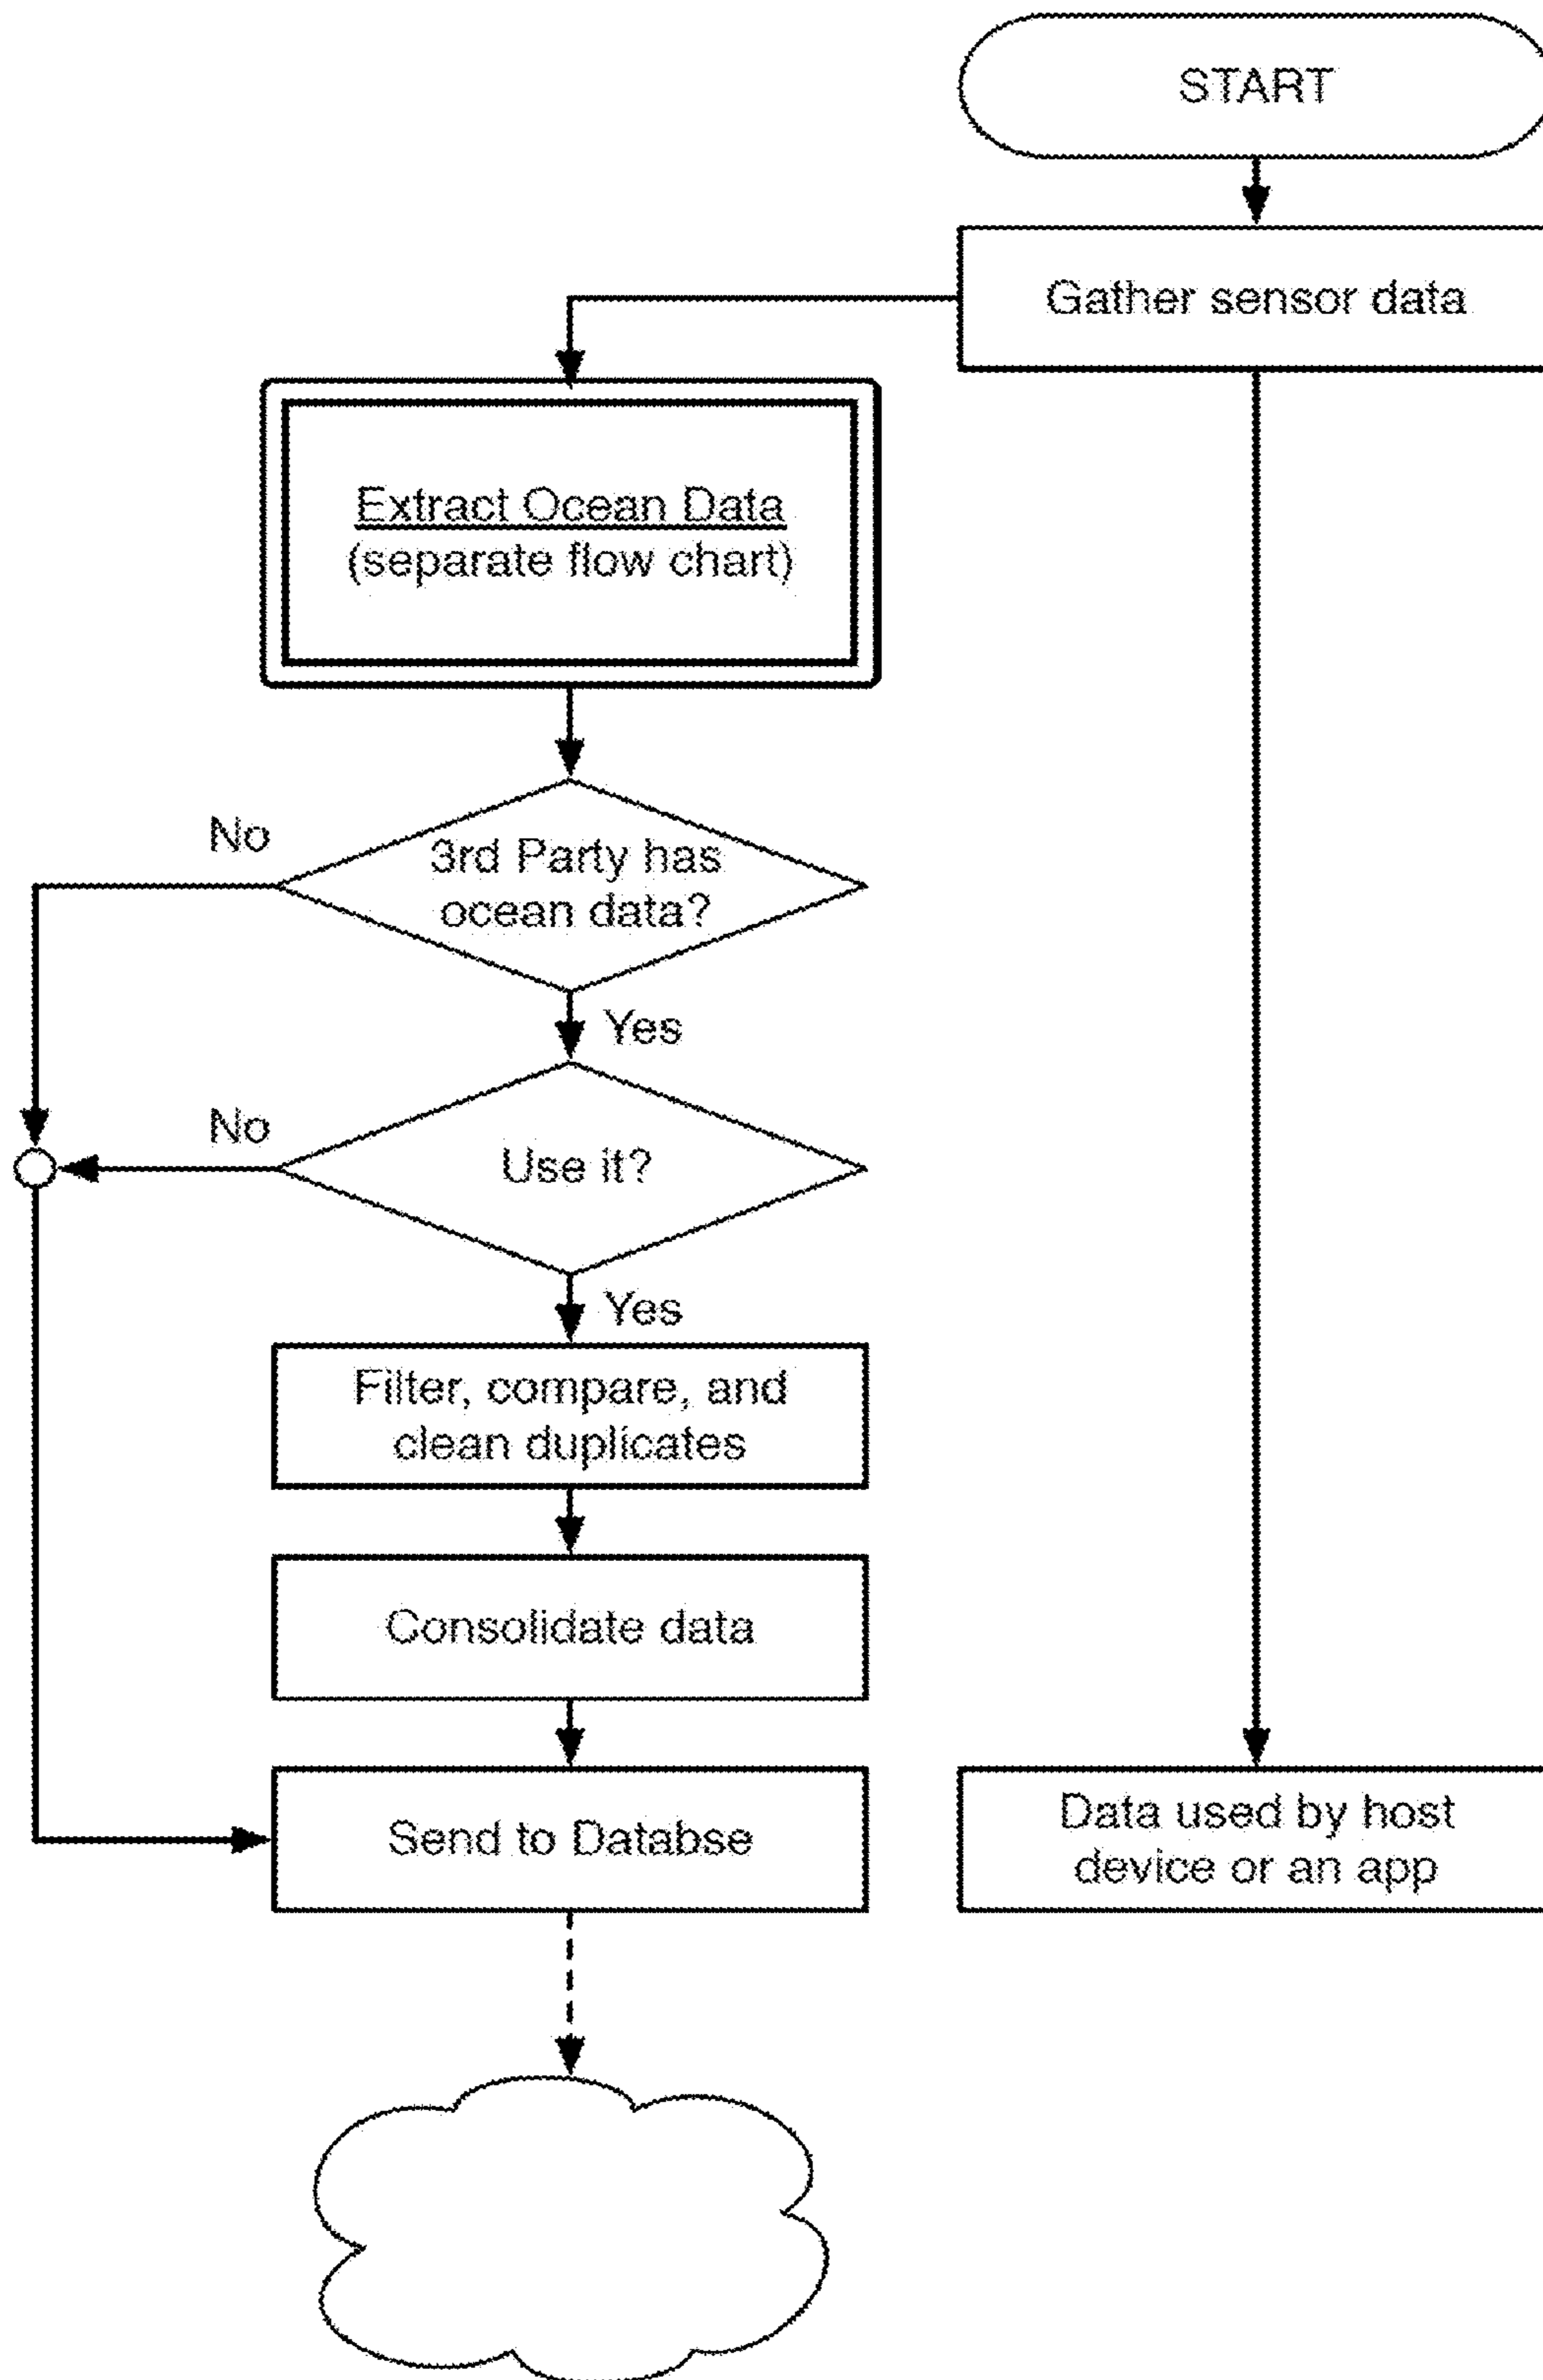 START
Gather sensor data
Extract Ocean Data
(separate flow chart)
No
3rd Party has
ocean data?
Yes
No
Use it?
Yes
Filter, compare, and
clean duplicates
Consolidate data
Send to Databse
Data used by host
device or an app